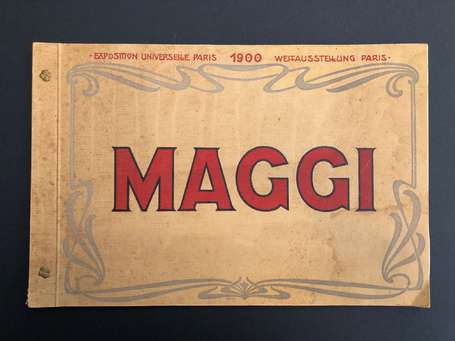 ·EXPOSITION UNIVERSELLE PARIS 1900 WELTAUSSTELLUNG PARIS·
MAGGI